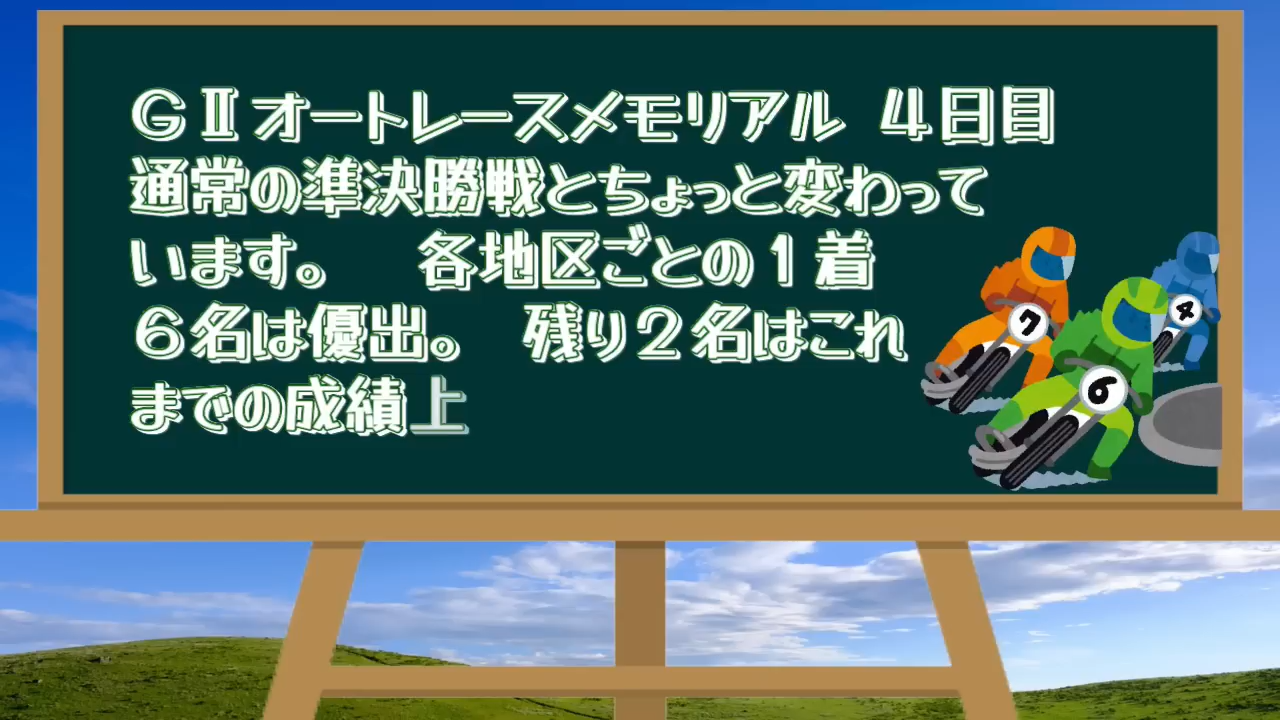 GⅡオートレースメモリアル　４日目
通常の準決勝戦とちょっと変わって
います。　　各地区ごとの１着
６名は優出。　残り２名はこれ
までの成績上
7
4
6